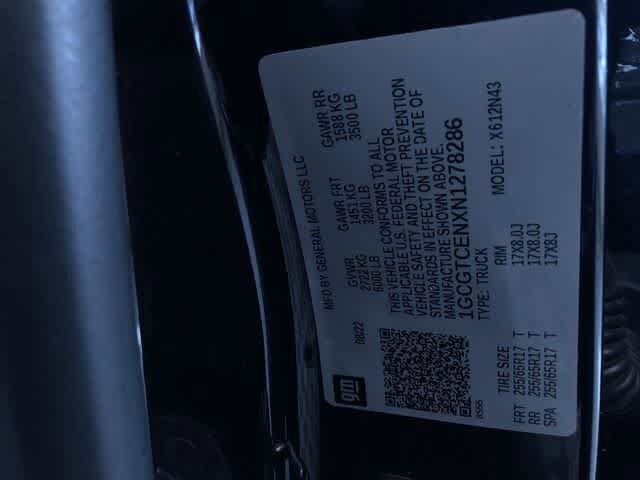 gm
08/22
MFD BY GENERAL MOTORS LLC
GVWR GAWR FRT GAWR RR
2722 KG 1451 KG 1588 KG
6000 LB 3200 LB 3500 LB
THIS VEHICLE CONFORMS TO ALL
APPLICABLE U.S. FEDERAL MOTOR
VEHICLE SAFETY AND THEFT PREVENTION
STANDARDS IN EFFECT ON THE DATE OF
MANUFACTURE SHOWN ABOVE.
1GCGTCENXN1278286
TYPE: TRUCK MODEL: X612N43
TIRE SIZE RIM
FRT 255/65R17 T 17X8.0J
RR 255/65R17 T 17X8.0J
SPA 255/65R17 T 17X8J